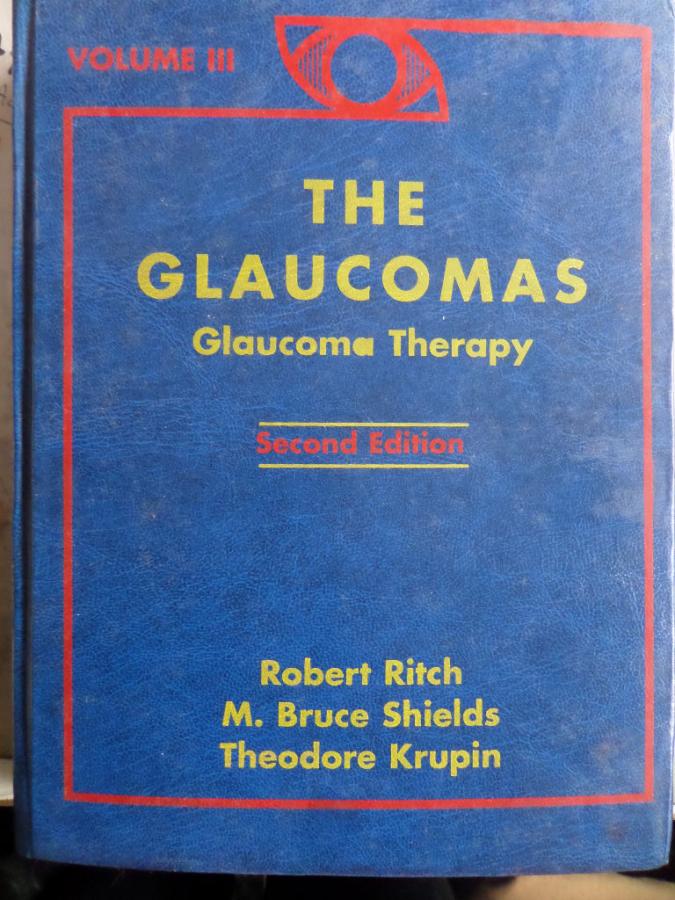 VOLUME III
THE
GLAUCOMAS
Glaucoma Therapy
Second Edition
Robert Ritch
M. Bruce Shields
Theodore Krupin